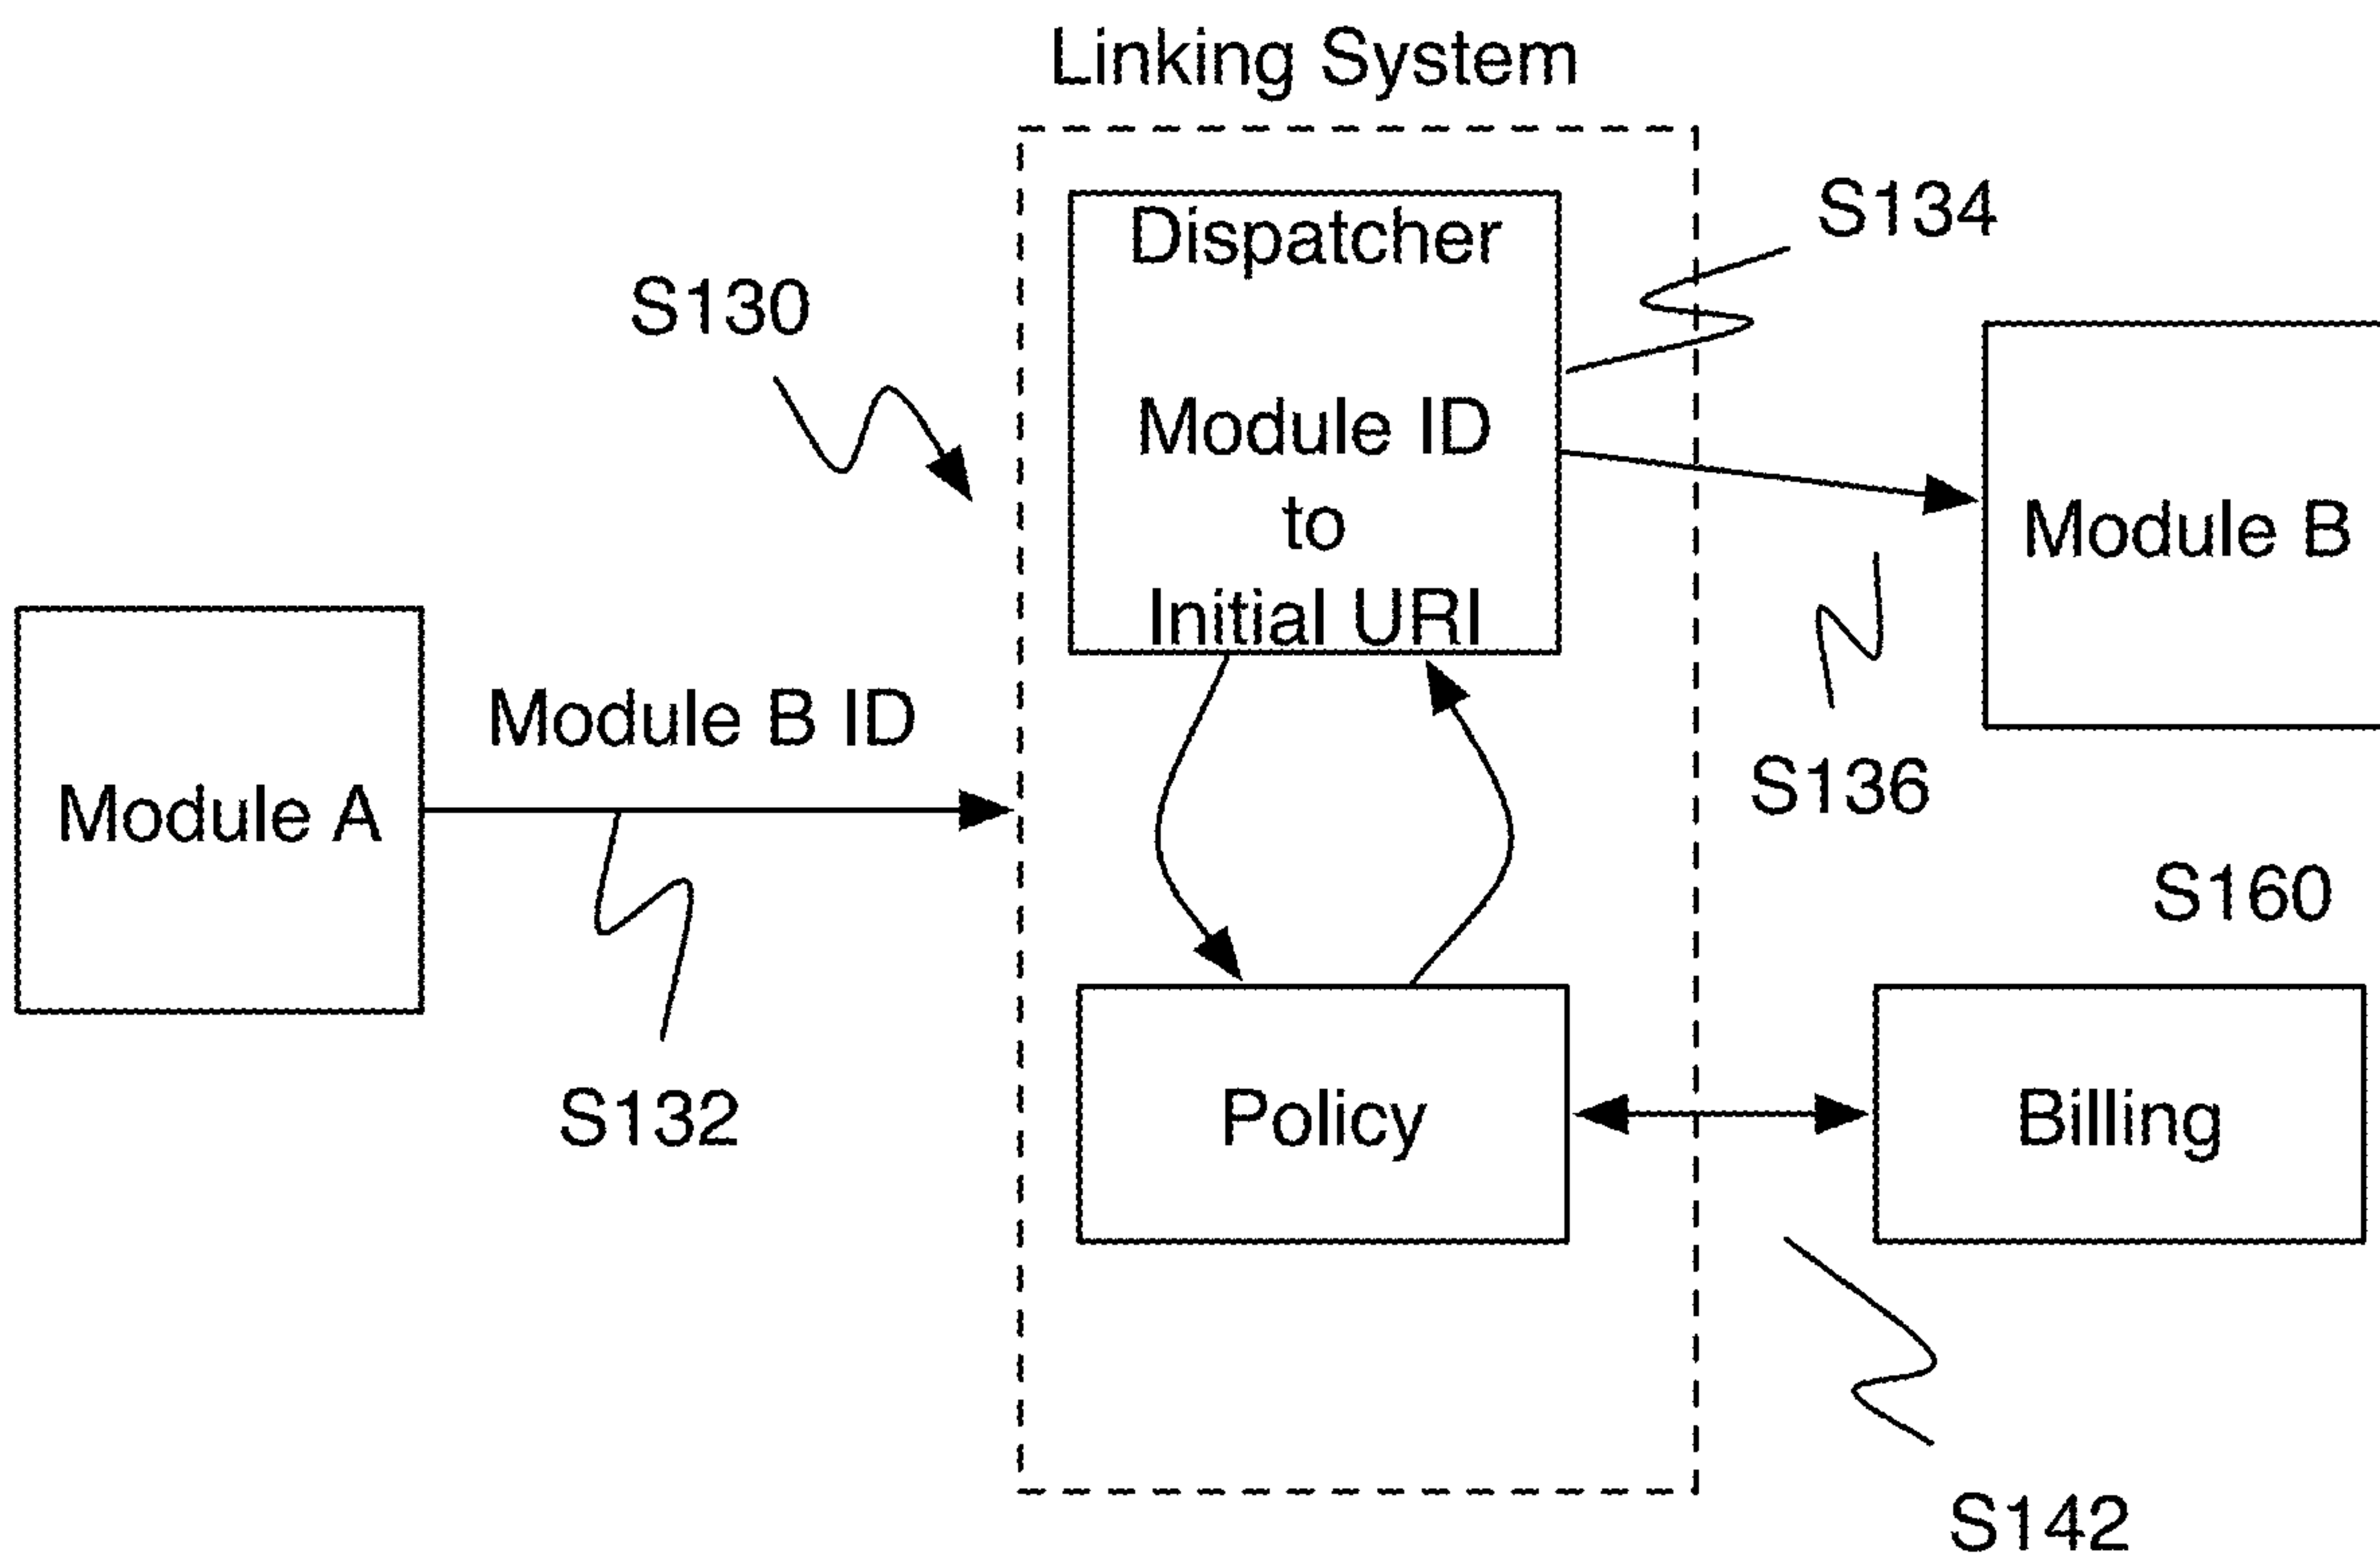 Linking System
Dispatcher
Module ID
to
Initial URI
S134
S130
Module B
Module B ID
Module A
S136
S160
S132
Policy
Billing
S142